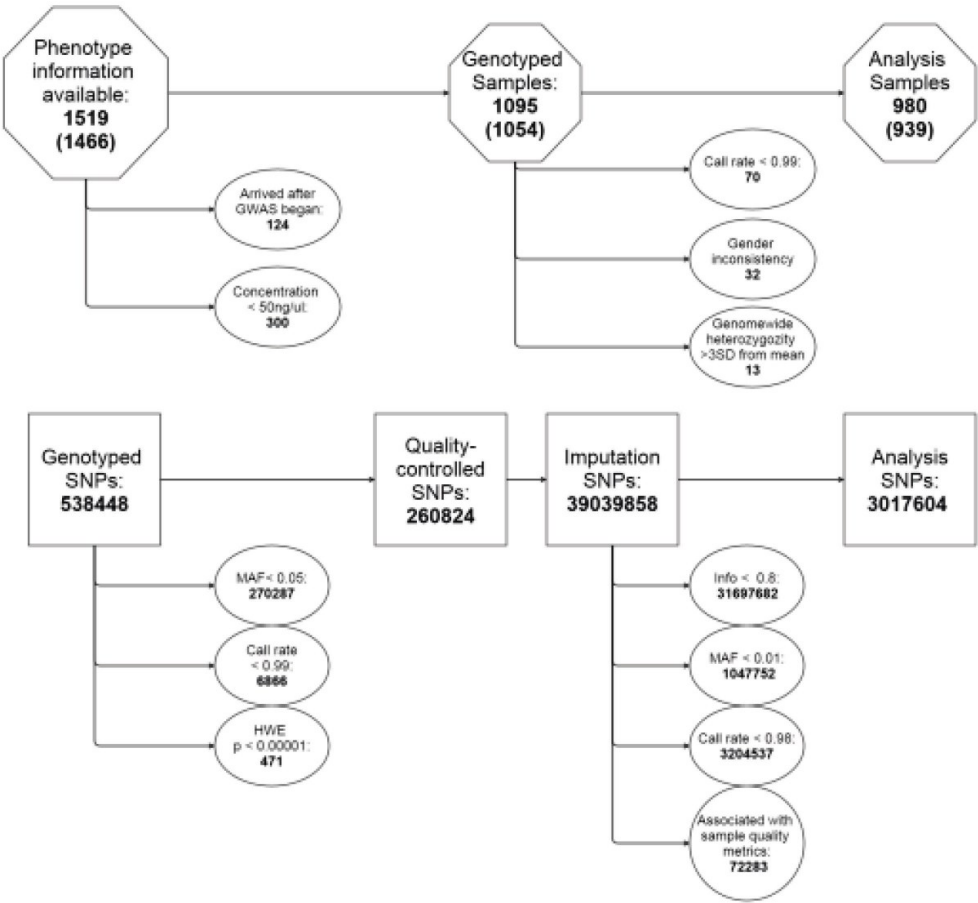 Phenotype
information
available:
1519
(1466)
Genotyped
Samples:
1095
(1054)
Analysis
Samples
980
(939)
Arrived after
GWAS began:
124
Concentration
< 50ng/ul:
300
Call rate < 0.99:
70
Gender
inconsistency
32
Genomewide
heterozygozity
>3SD from mean
13
Genotyped
SNPs:
538448
Quality-
controlled
SNPs:
260824
Imputation
SNPs:
39039858
Analysis
SNPs:
3017604
MAF< 0.05:
270287
Call rate
< 0.99:
6866
HWE
p < 0.00001:
471
Info < 0.8:
31697682
MAF < 0.01:
1047752
Call rate < 0.98:
3204537
Associated with
sample quality
metrics:
72283